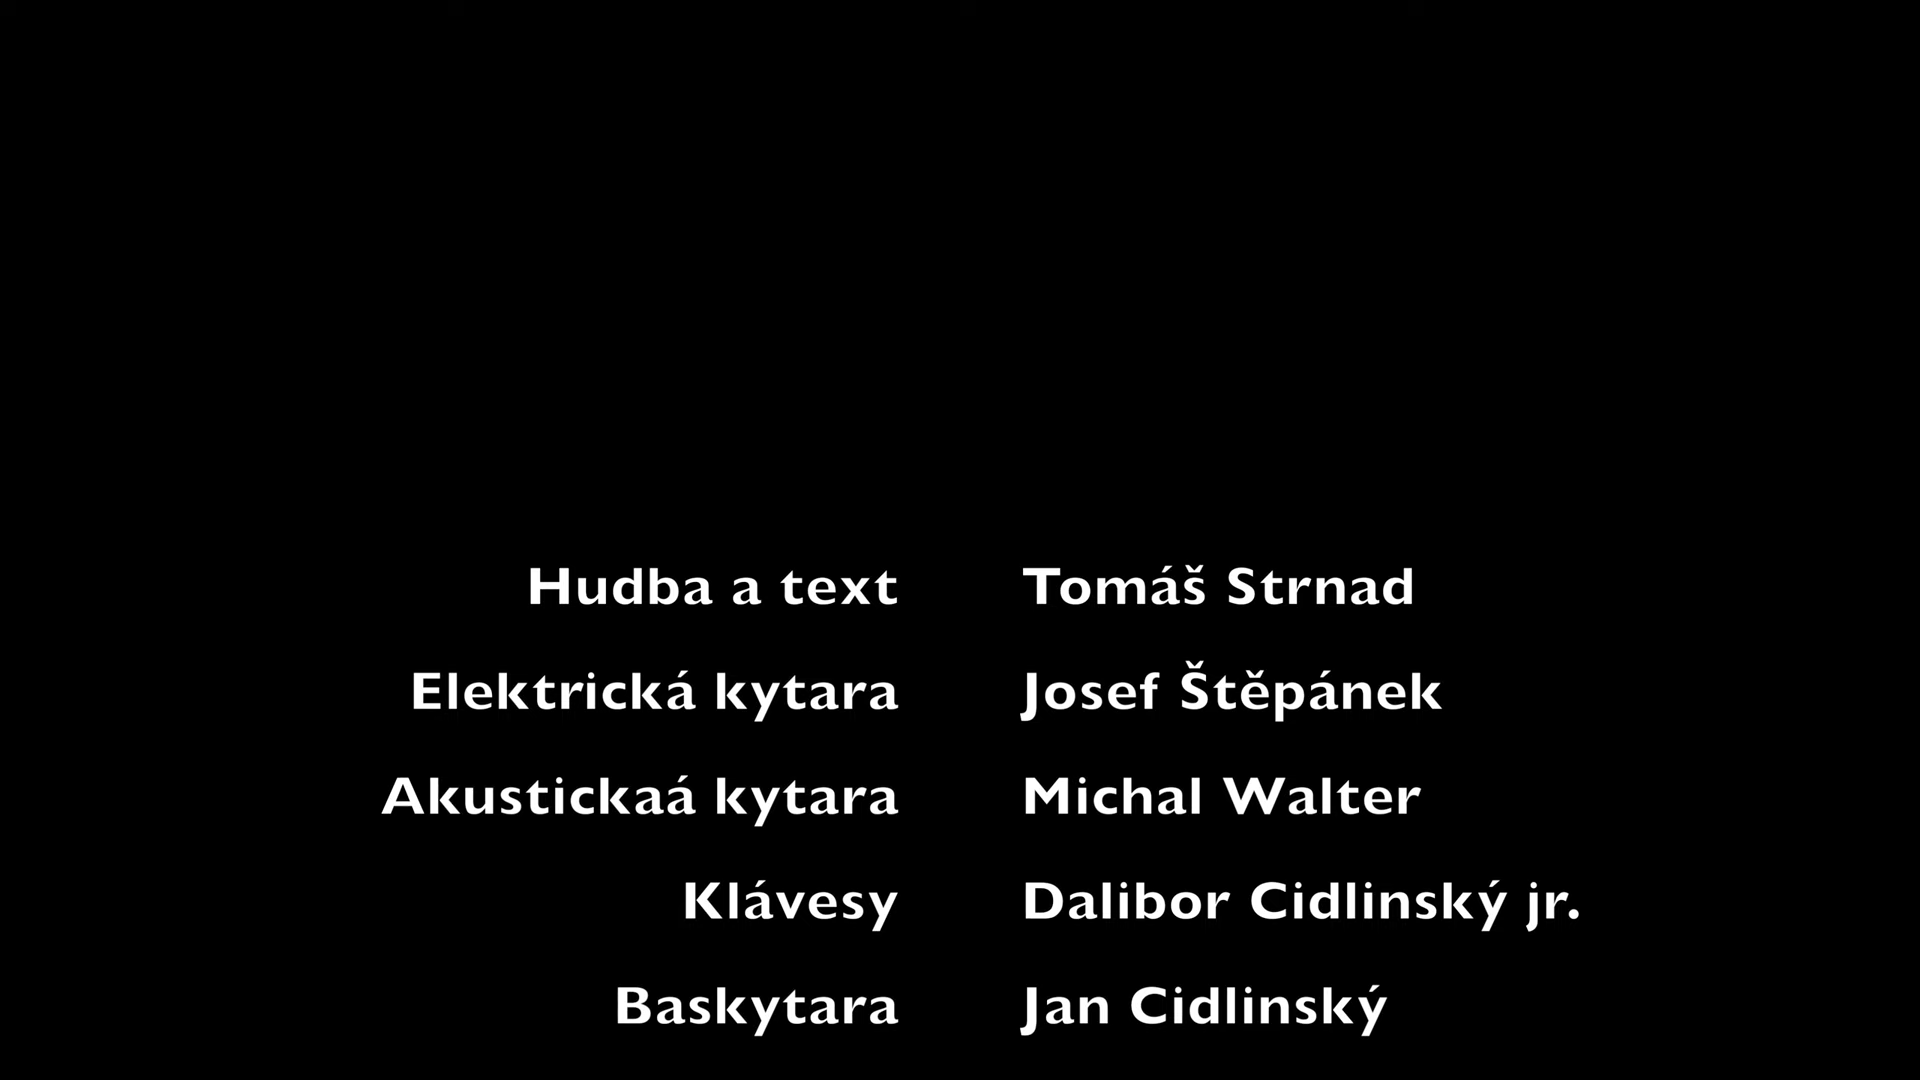 Hudba a text Tomáš Strnad
Elektrická kytara Josef Štěpánek
Akustickaá kytara Michal Walter
Klávesy Dalibor Cidlinský jr.
Baskytara Jan Cidlinský